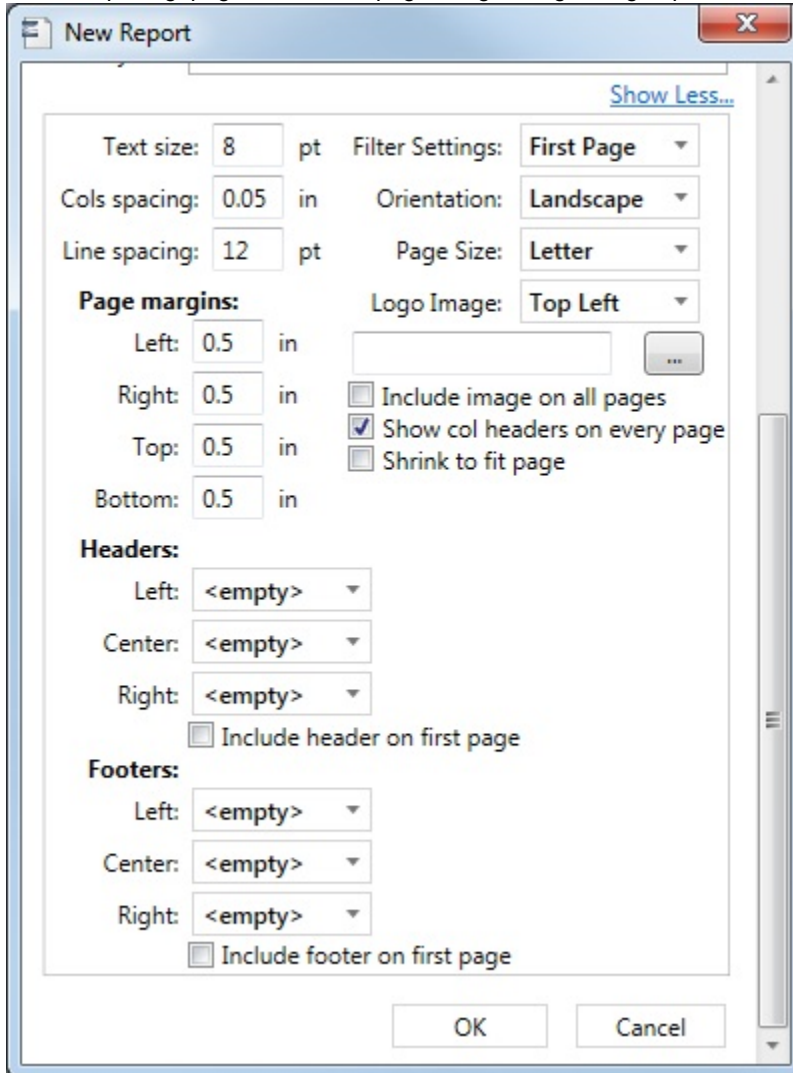 New Report
Show Less...
Text size: 8 pt Filter Settings: First Page
Cols spacing: 0.05 in Orientation: Landscape
Line spacing: 12 pt Page Size: Letter
Page margins: Logo Image: Top Left
Left: 0.5 in ...
Right: 0.5 in Include image on all pages
Show col headers on every page
Top: 0.5 in Shrink to fit page
Bottom: 0.5 in
Headers:
Left: <empty>
Center: <empty>
Right: <empty>
Include header on first page
Footers:
Left: <empty>
Center: <empty>
Right: <empty>
Include footer on first page
OK Cancel